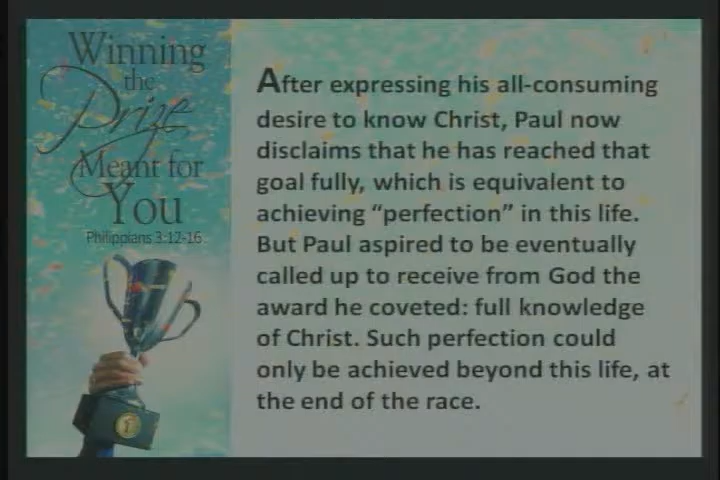 Winning
the
Prize
Meant for
You
Philippians 3:12-16
After expressing his all-consuming
desire to know Christ, Paul now
disclaims that he has reached that
goal fully, which is equivalent to
achieving “perfection” in this life.
But Paul aspired to be eventually
called up to receive from God the
award he coveted: full knowledge
of Christ. Such perfection could
only be achieved beyond this life, at
the end of the race.